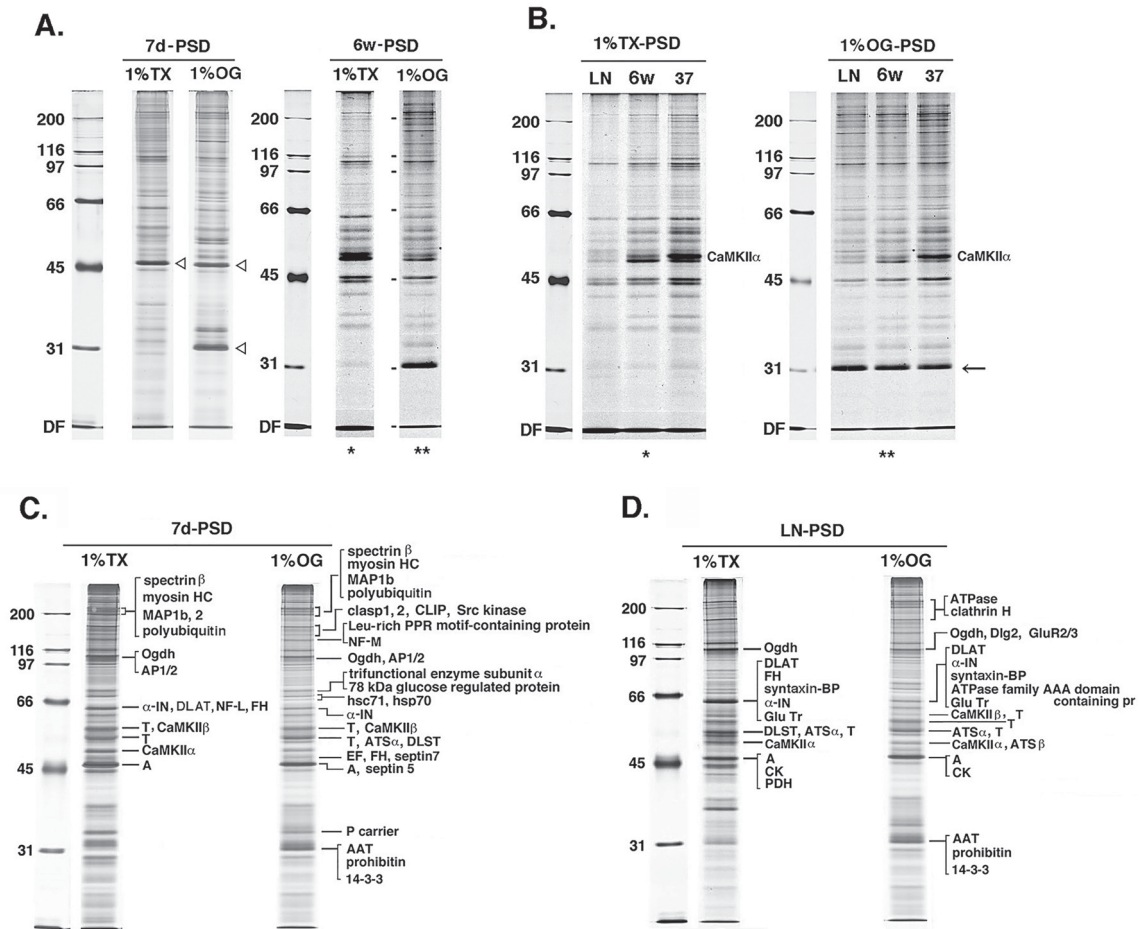 A.
7d-PSD
1%TX 1%OG
200
116
97
66
45
31
DF
6w-PSD
1%TX 1%OG
200
116
97
66
45
31
DF
* **
B.
1%TX-PSD
LN 6w 37
200
116
97
66
45
31
DF
CaMKIIα
*
1%OG-PSD
LN 6w 37
200
116
97
66
45
31
DF
CaMKIIα
←
**
C.
7d-PSD
1%TX
200
116
97
66
45
31
spectrin β
myosin HC
MAP1b, 2
polyubiquitin
Ogdh
AP1/2
α-IN, DLAT, NF-L, FH
T, CaMKIIβ
T
CaMKIIα
A
1%OG
spectrin β
myosin HC
MAP1b
polyubiquitin
clasp1, 2, CLIP, Src kinase
Leu-rich PPR motif-containing protein
NF-M
Ogdh, AP1/2
trifunctional enzyme subunit α
78 kDa glucose regulated protein
hsc71, hsp70
α-IN
T, CaMKIIβ
T, ATSα, DLST
EF, FH, septin7
A, septin 5
P carrier
AAT
prohibitin
14-3-3
D.
LN-PSD
1%TX
200
116
97
66
45
31
Ogdh
DLAT
FH
syntaxin-BP
α-IN
Glu Tr
DLST, ATSα, T
CaMKIIα
A
CK
PDH
1%OG
ATPase
clathrin H
Ogdh, Dlg2, GluR2/3
DLAT
α-IN
syntaxin-BP
ATPase family AAA domain
containing pr
Glu Tr
CaMKIIβ, T
T
ATSα, T
CaMKIIα, ATSβ
A
CK
AAT
prohibitin
14-3-3